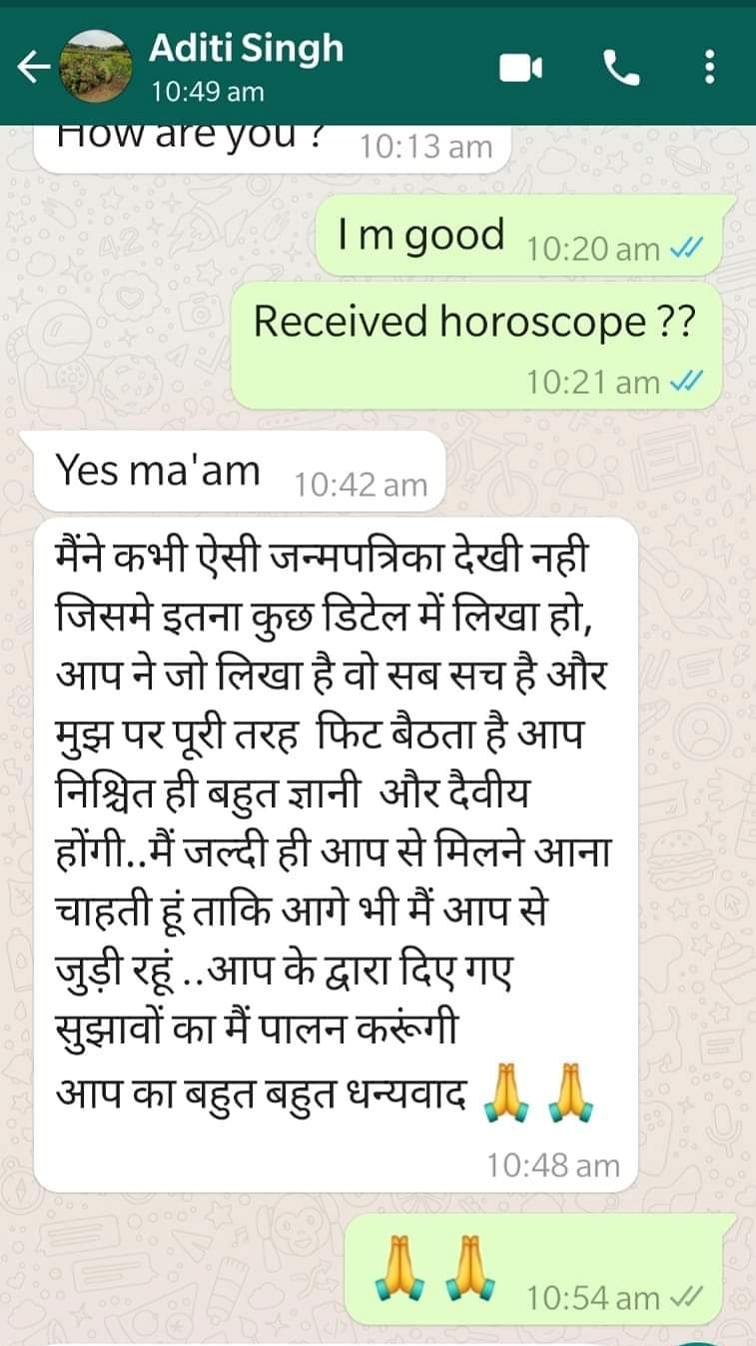 Aditi Singh
10:49 am
How are you ?
10:13 am
I m good
10:20 am
Received horoscope ??
10:21 am
Yes ma'am
10:42 am
मैंने कभी ऐसी जन्मपत्रिका देखी नही
जिसमे इतना कुछ डिटेल में लिखा हो,
आप ने जो लिखा है वो सब सच है और
मुझ पर पूरी तरह फिट बैठता है आप
निश्चित ही बहुत ज्ञानी और दैवीय
होंगी..मैं जल्दी ही आप से मिलने आना
चाहती हूं ताकि आगे भी मैं आप से
जुड़ी रहूं ..आप के द्वारा दिए गए
सुझावों का मैं पालन करूंगी
आप का बहुत बहुत धन्यवाद 🙏 🙏
10:48 am
🙏 🙏
10:54 am